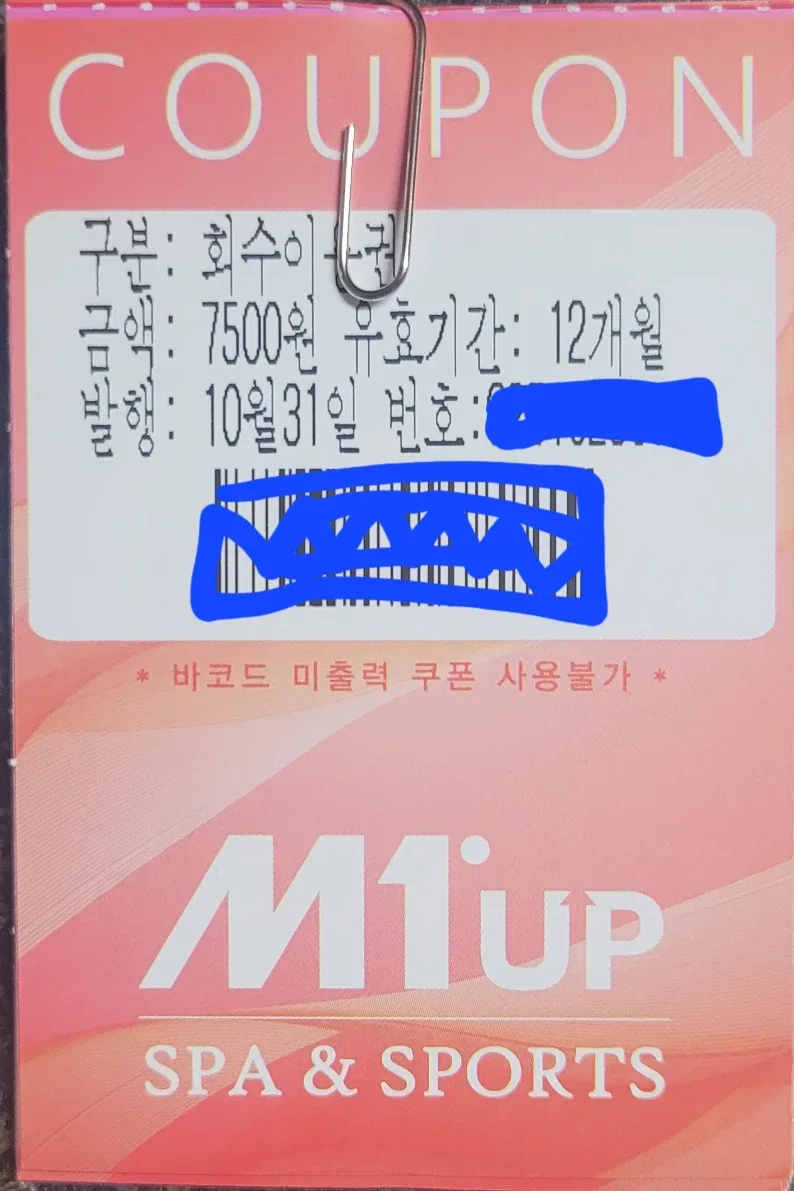 COUPON
구분: 회수이용권
금액: 7500원 유효기간: 12개월
발행: 10월31일 번호:
* 바코드 미출력 쿠폰 사용불가 *
M1UP
SPA & SPORTS